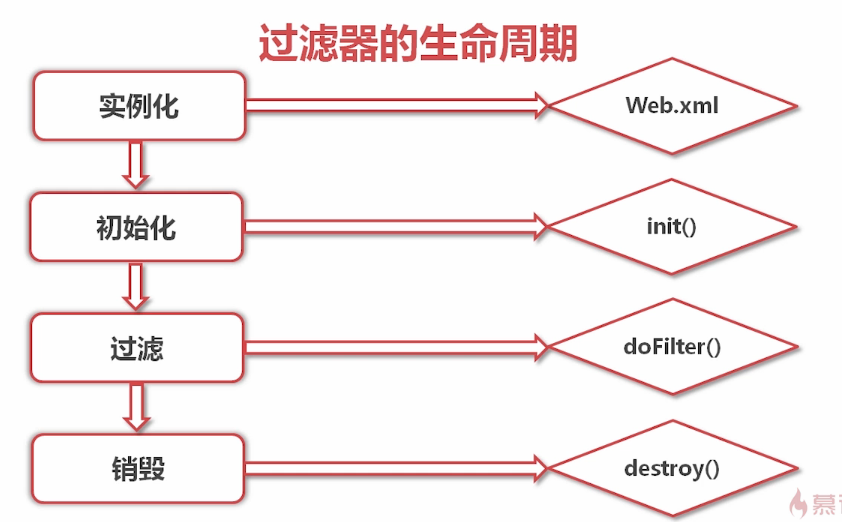 过滤器的生命周期
实例化
Web.xml
初始化
init()
过滤
doFilter()
销毁
destroy()
慕